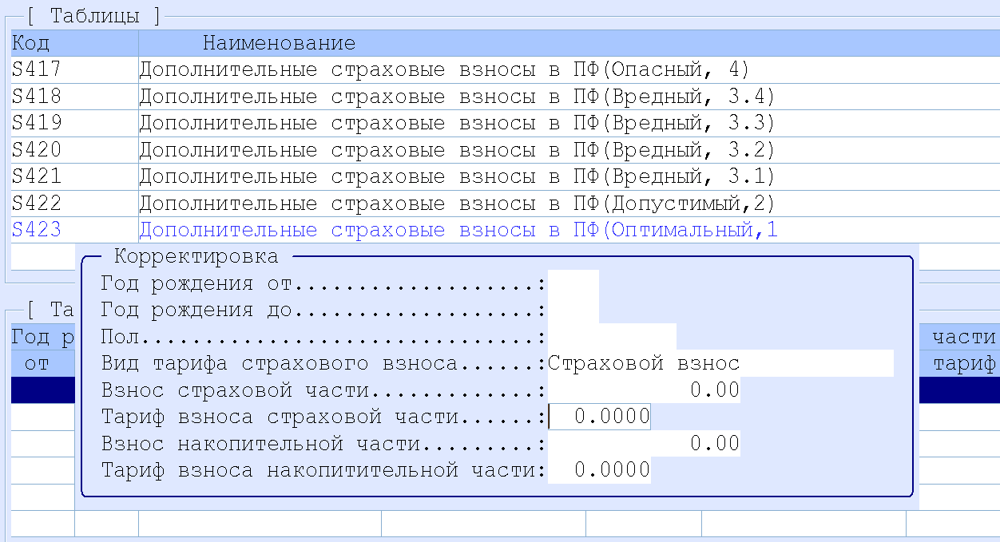 [ Таблицы ]
Код Наименование
S417 Дополнительные страховые взносы в ПФ(Опасный, 4)
S418 Дополнительные страховые взносы в ПФ(Вредный, 3.4)
S419 Дополнительные страховые взносы в ПФ(Вредный, 3.3)
S420 Дополнительные страховые взносы в ПФ(Вредный, 3.2)
S421 Дополнительные страховые взносы в ПФ(Вредный, 3.1)
S422 Дополнительные страховые взносы в ПФ(Допустимый,2)
S423 Дополнительные страховые взносы в ПФ(Оптимальный,1
Корректировка
Год рождения от...................:
Год рождения до...................:
[ Та
Год р Пол...............................: части
от Вид тарифа страхового взноса......:Страховой взнос тариф
Взнос страховой части.............: 0.00
Тариф взноса страховой части......: 0.0000
Взнос накопительной части.........: 0.00
Тариф взноса накопитительной части: 0.0000